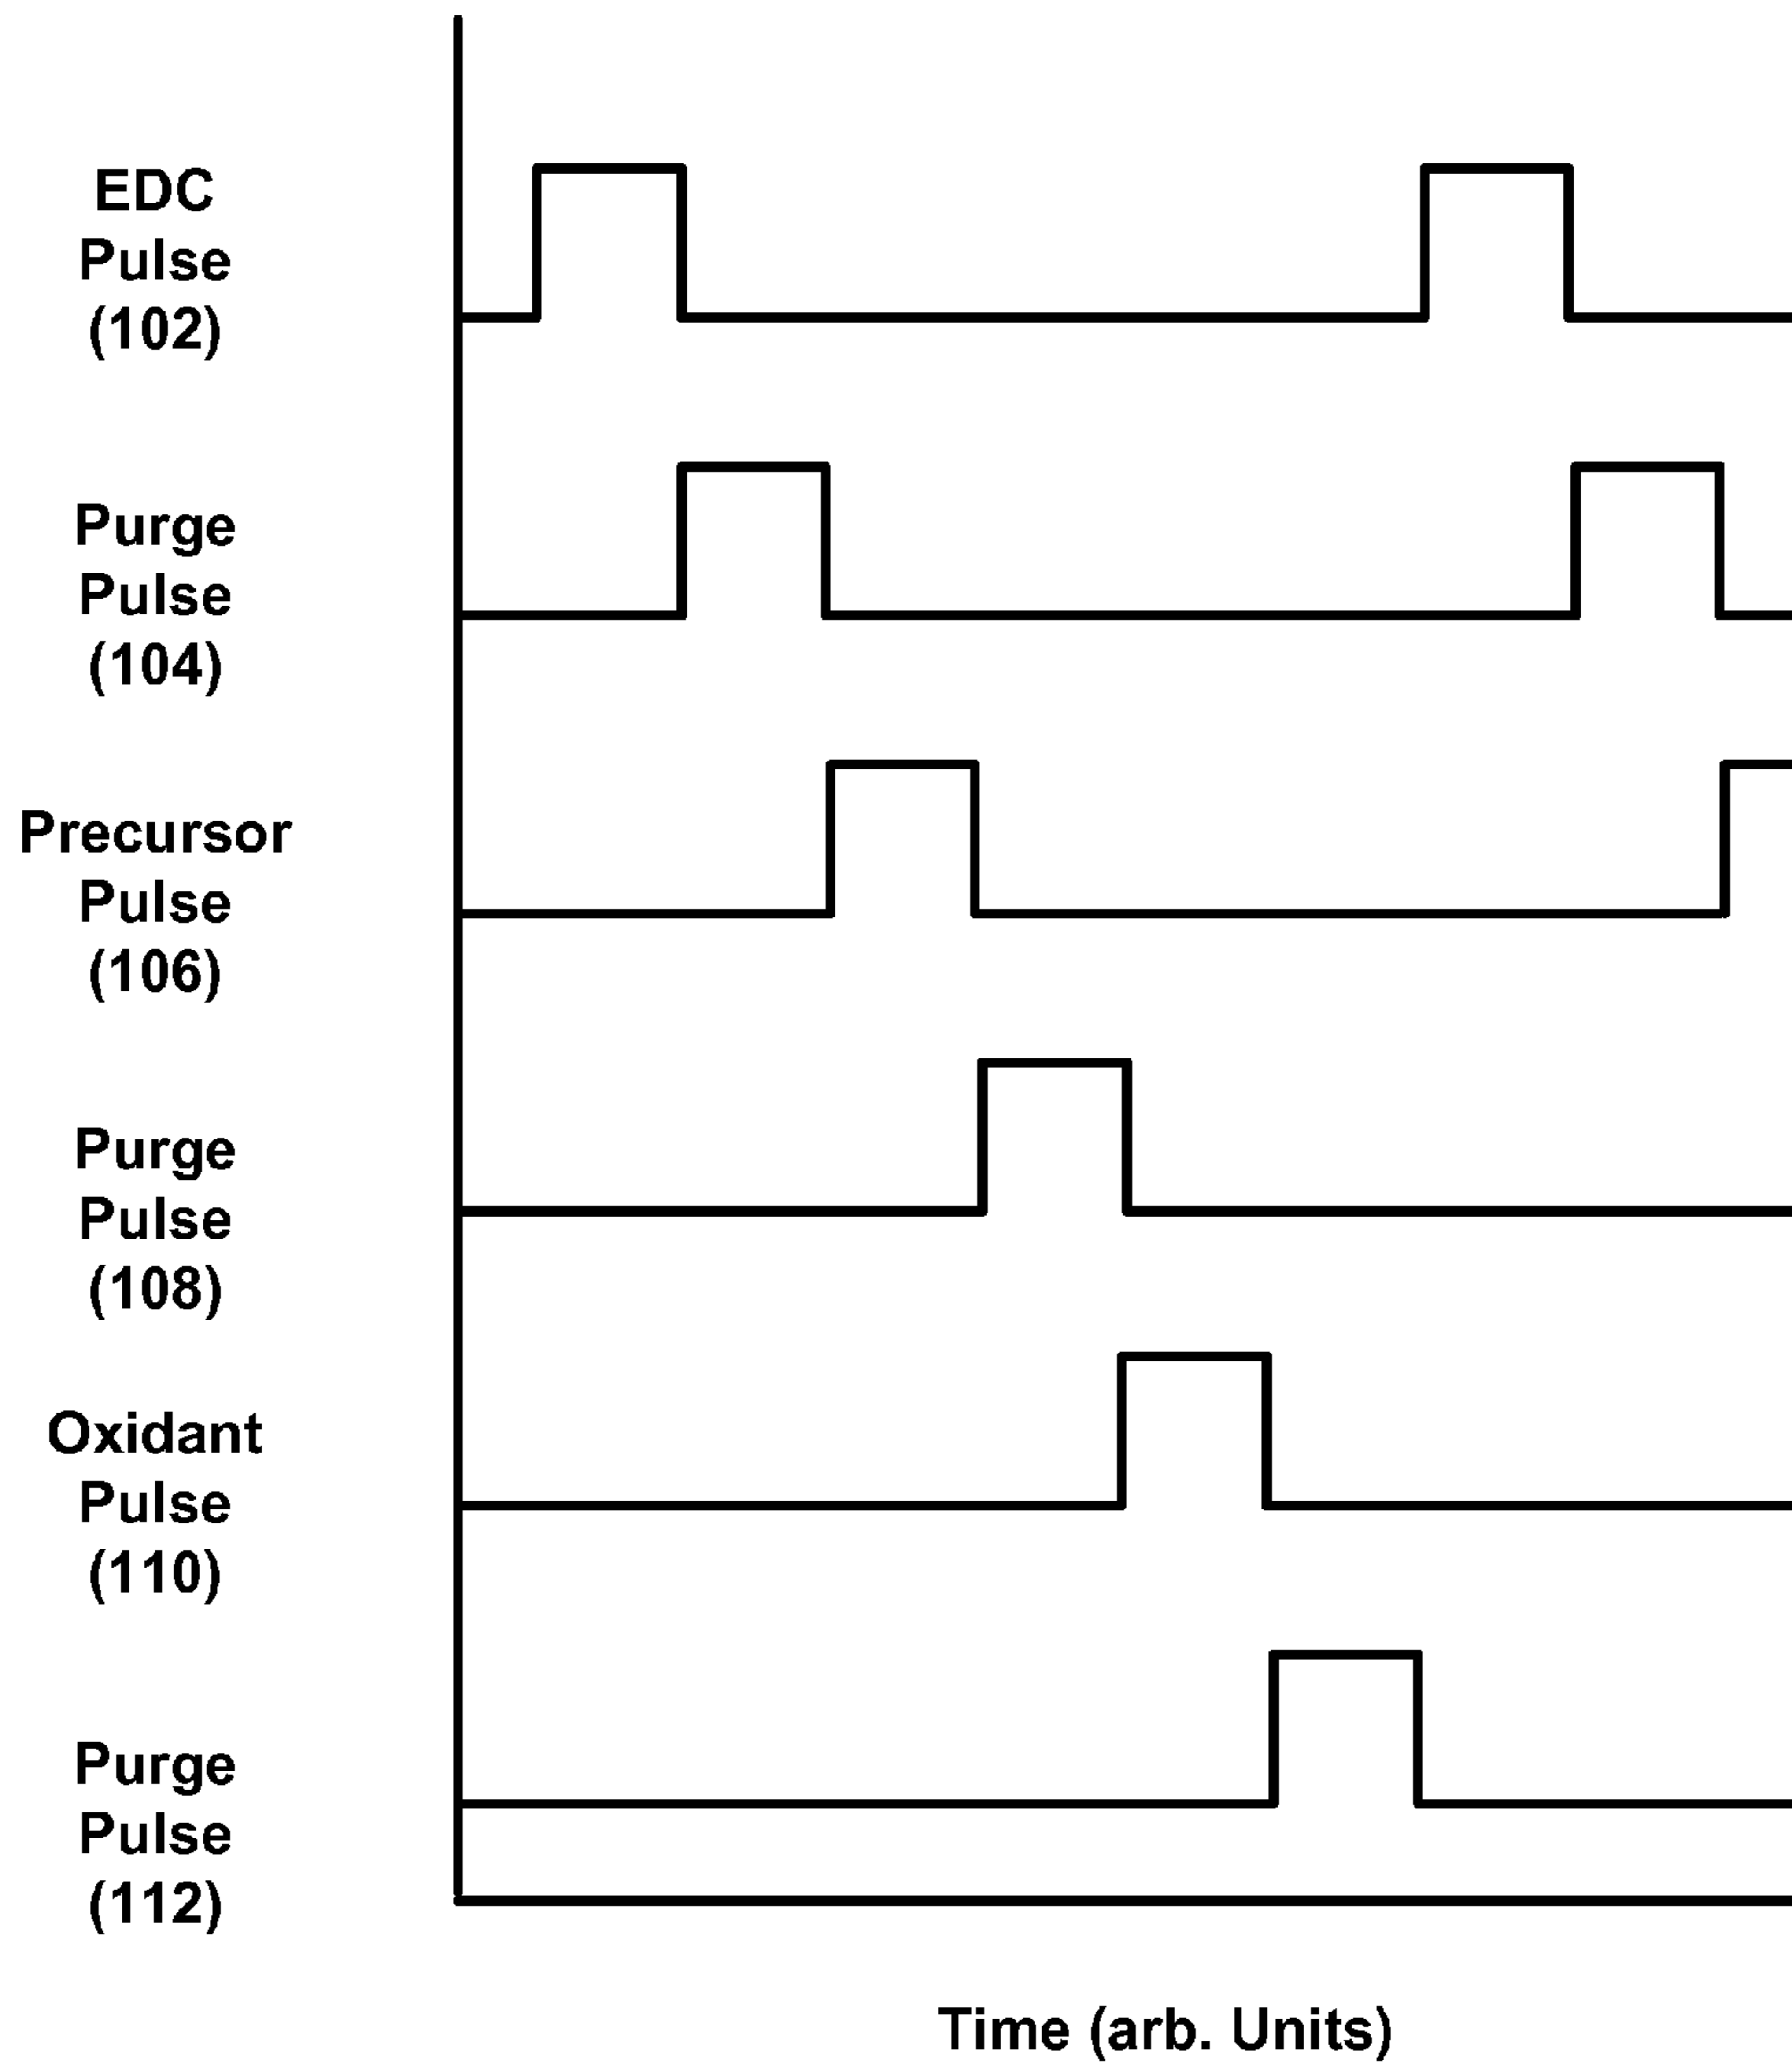 EDC
Pulse
(102)
Purge
Pulse
(104)
Precursor
Pulse
(106)
Purge
Pulse
(108)
Oxidant
Pulse
(110)
Purge
Pulse
(112)
Time (arb. Units)